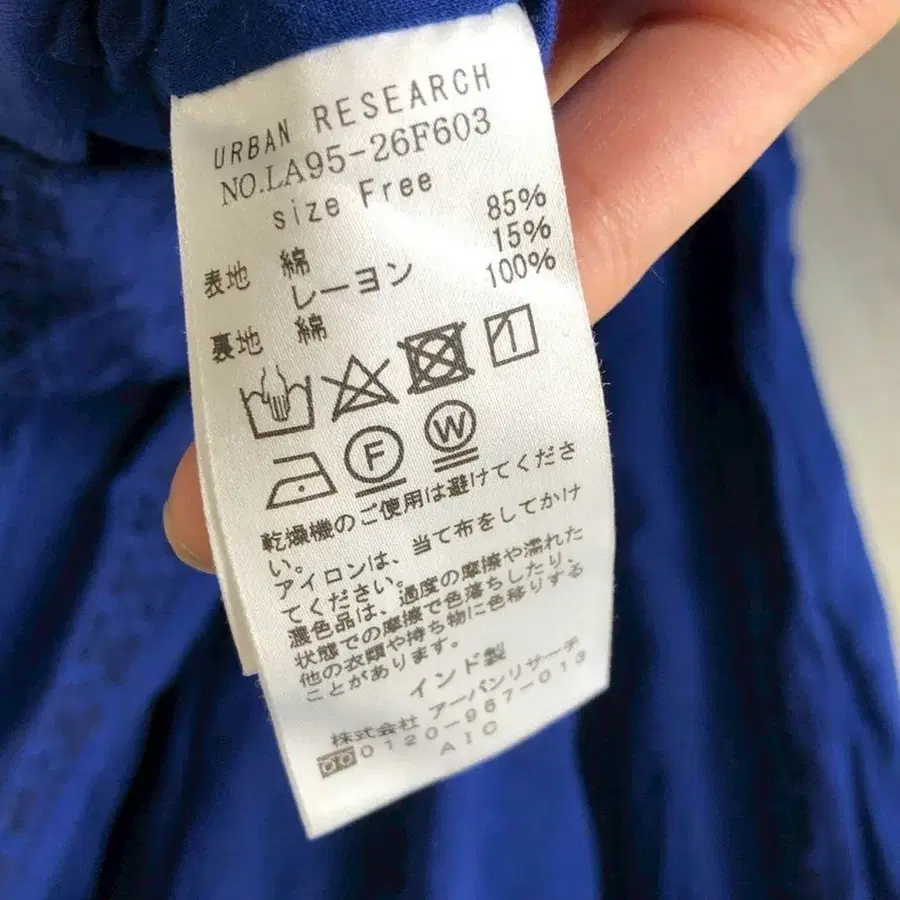 URBAN RESEARCH
NO.LA95-26F603
size Free
表地 綿 85%
レーヨン 15%
裏地 綿 100%
F W
乾燥機のご使用は避けてくださ
い。
アイロンは、当て布をしてかけ
てください。
濃色品は、過度の摩擦や濡れた
状態での摩擦で色落ちしたり、
他の衣類や持ち物に色移りする
ことがあります。
インド製
株式会社 アーバンリサーチ
0120-967-013
AIC